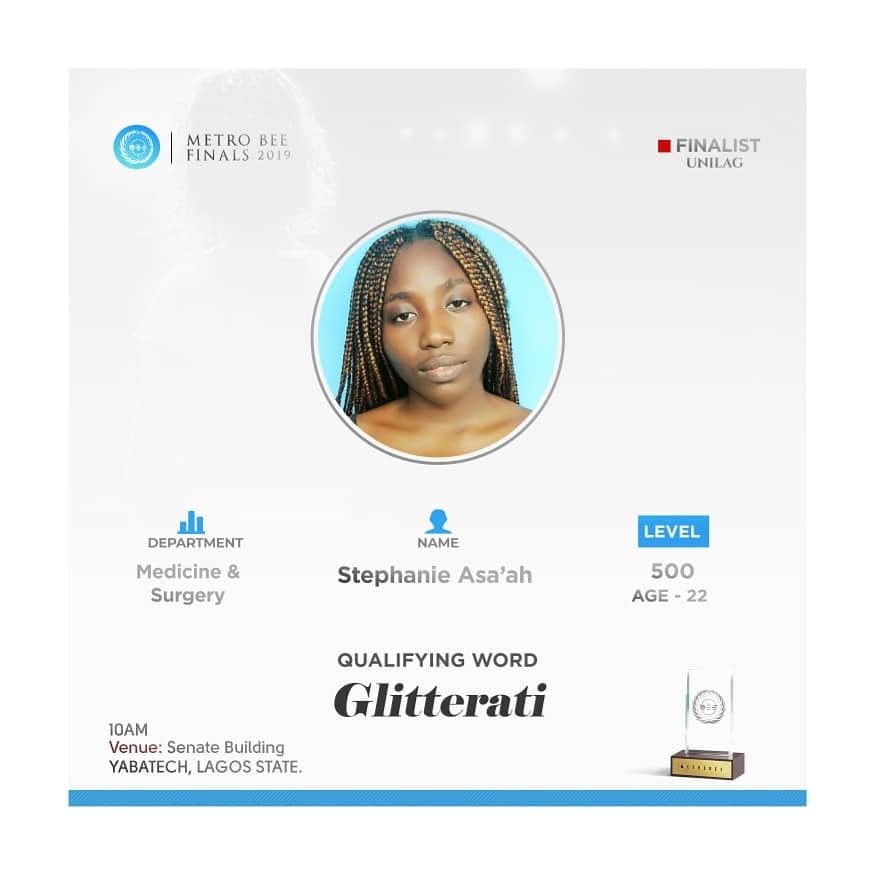 METRO BEE
FINALS 2019
FINALIST
UNILAG
DEPARTMENT
Medicine &
Surgery
NAME
Stephanie Asa'ah
LEVEL
500
AGE - 22
QUALIFYING WORD
Glitterati
10AM
Venue: Senate Building
YABATECH, LAGOS STATE.
METROBEE